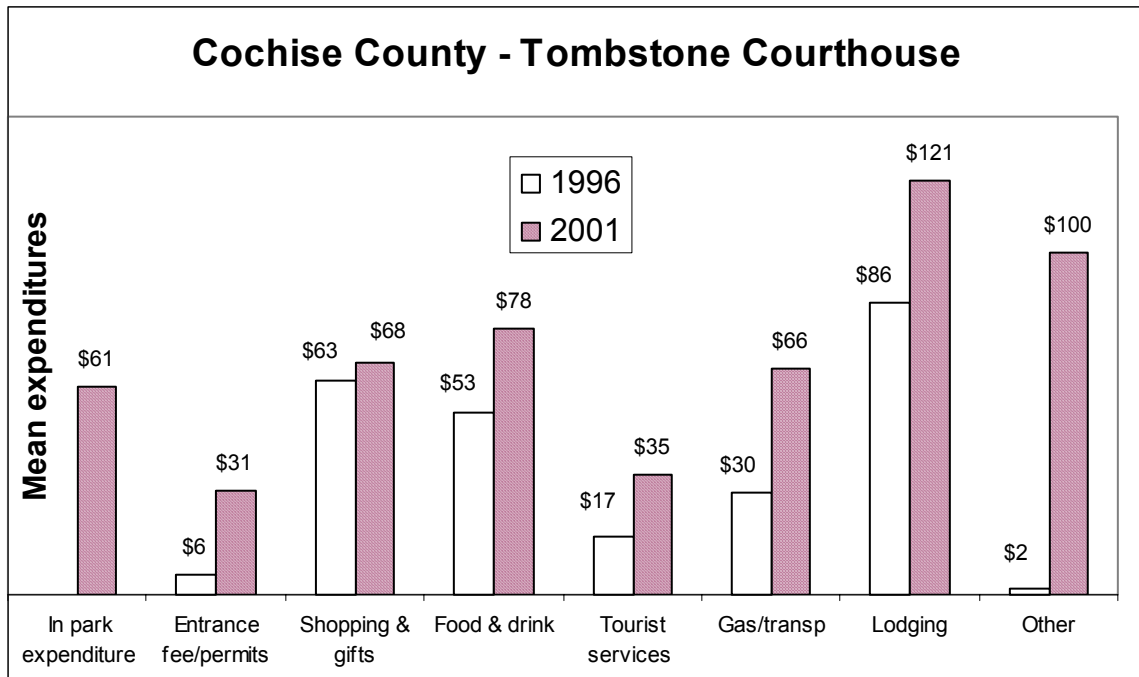 Cochise County - Tombstone Courthouse
Mean expenditures
1996
2001
$61
$6
$31
$63
$68
$53
$78
$17
$35
$30
$66
$86
$121
$2
$100
In park
expenditure
Entrance
fee/permits
Shopping &
gifts
Food & drink
Tourist
services
Gas/transp
Lodging
Other